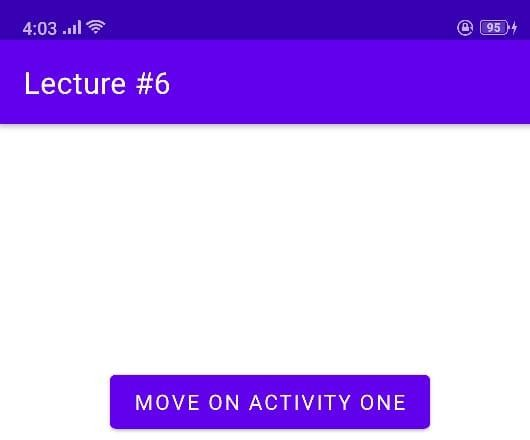 4:03 95
Lecture #6
MOVE ON ACTIVITY ONE